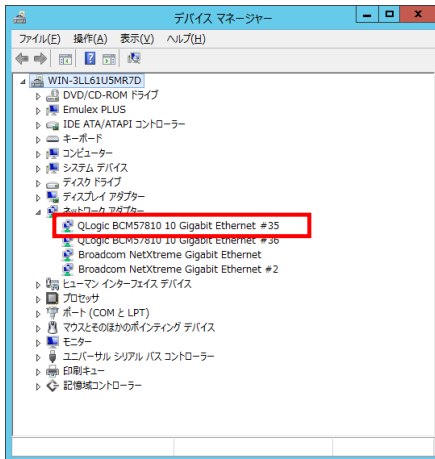 デバイス マネージャー
ファイル(F) 操作(A) 表示(V) ヘルプ(H)
WIN-3LL61U5MR7D
DVD/CD-ROM ドライブ
Emulex PLUS
IDE ATA/ATAPI コントローラー
キーボード
コンピューター
システム デバイス
ディスク ドライブ
ディスプレイ アダプター
ネットワーク アダプター
QLogic BCM57810 10 Gigabit Ethernet #35
QLogic BCM57810 10 Gigabit Ethernet #36
Broadcom NetXtreme Gigabit Ethernet
Broadcom NetXtreme Gigabit Ethernet #2
ヒューマン インターフェイス デバイス
プロセッサ
ポート (COM と LPT)
マウスとそのほかのポインティング デバイス
モニター
ユニバーサル シリアル バス コントローラー
印刷キュー
記憶域コントローラー